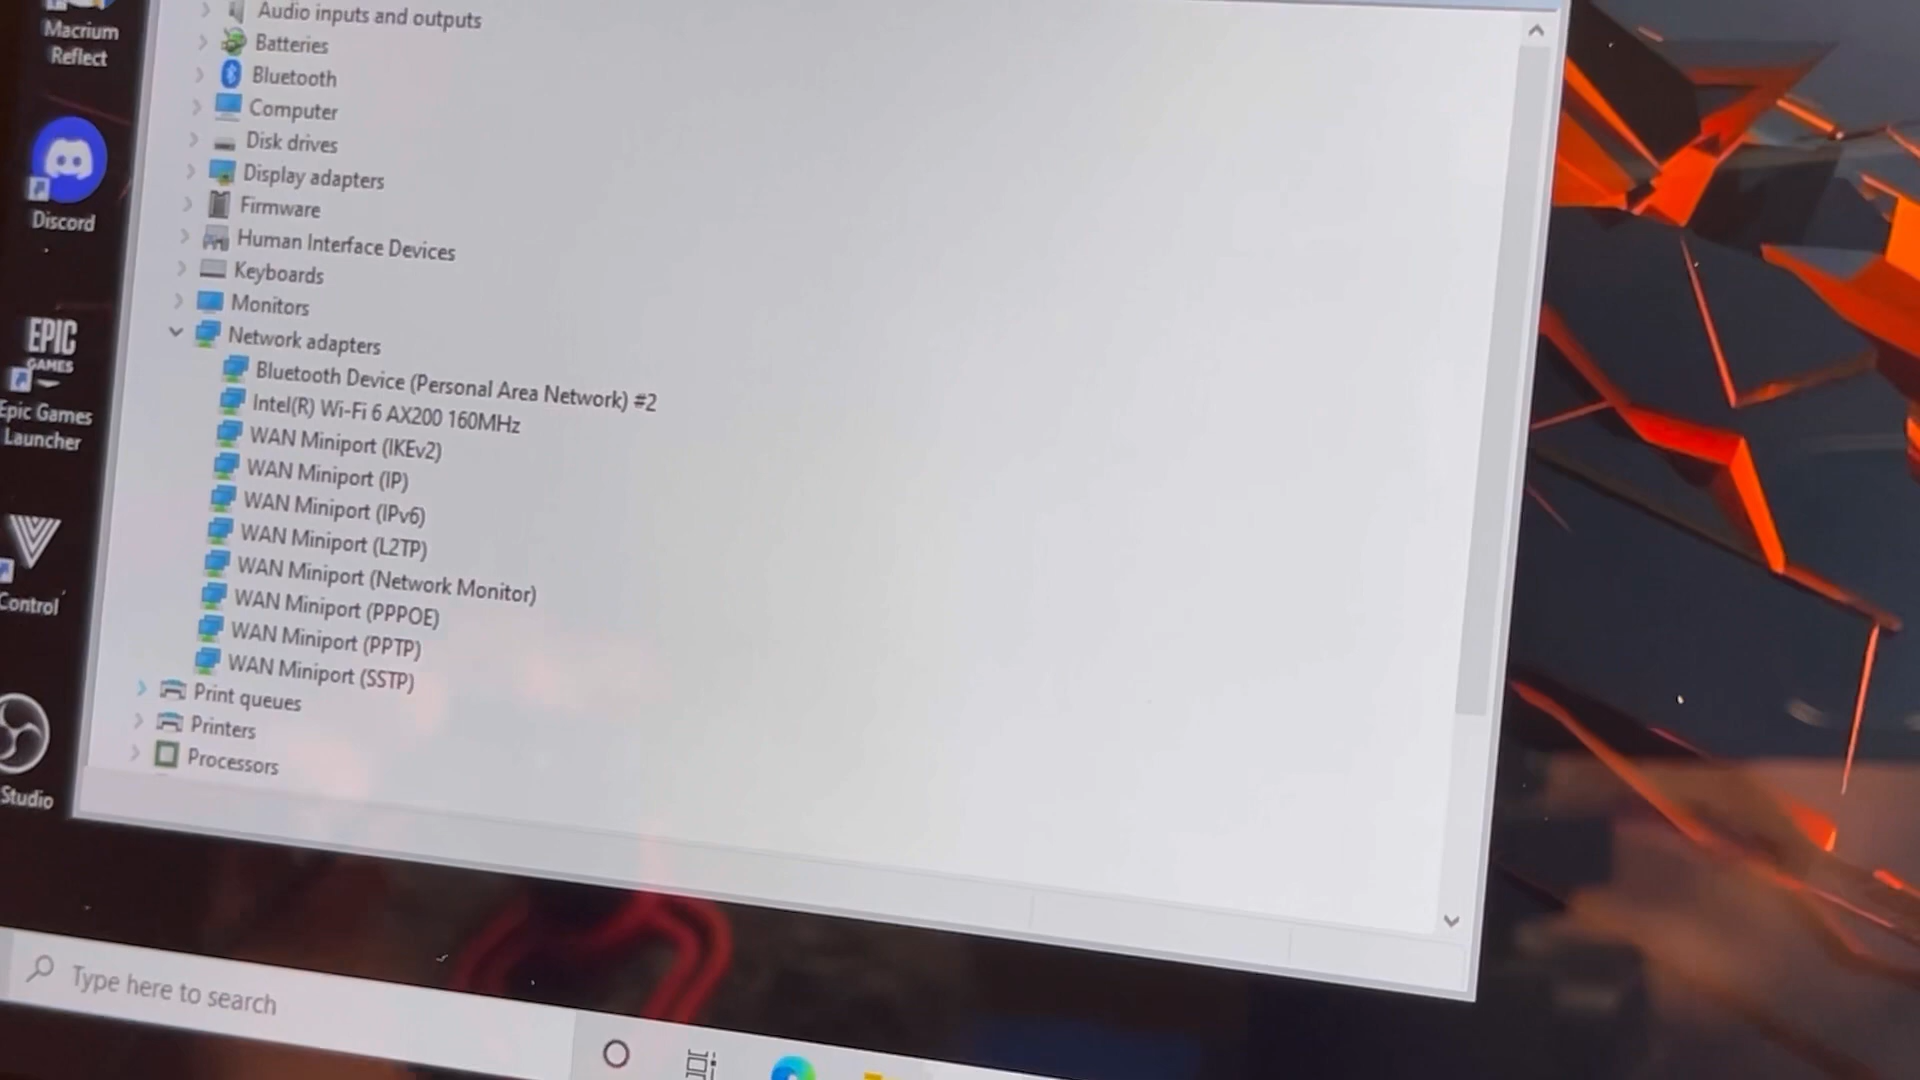 Macrium
Reflect
Discord
EPIC
GAMES
Epic Games
Launcher
Control
Studio
Audio inputs and outputs
Batteries
Bluetooth
Computer
Disk drives
Display adapters
Firmware
Human Interface Devices
Keyboards
Monitors
Network adapters
Bluetooth Device (Personal Area Network) #2
Intel(R) Wi-Fi 6 AX200 160MHz
WAN Miniport (IKEv2)
WAN Miniport (IP)
WAN Miniport (IPv6)
WAN Miniport (L2TP)
WAN Miniport (Network Monitor)
WAN Miniport (PPPOE)
WAN Miniport (PPTP)
WAN Miniport (SSTP)
Print queues
Printers
Processors
Type here to search